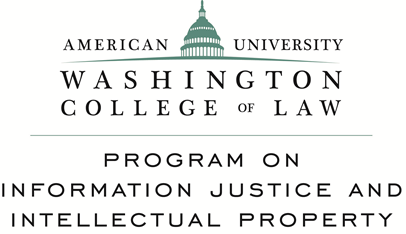 AMERICAN UNIVERSITY
WASHINGTON
COLLEGE OF LAW
PROGRAM ON
INFORMATION JUSTICE AND
INTELLECTUAL PROPERTY